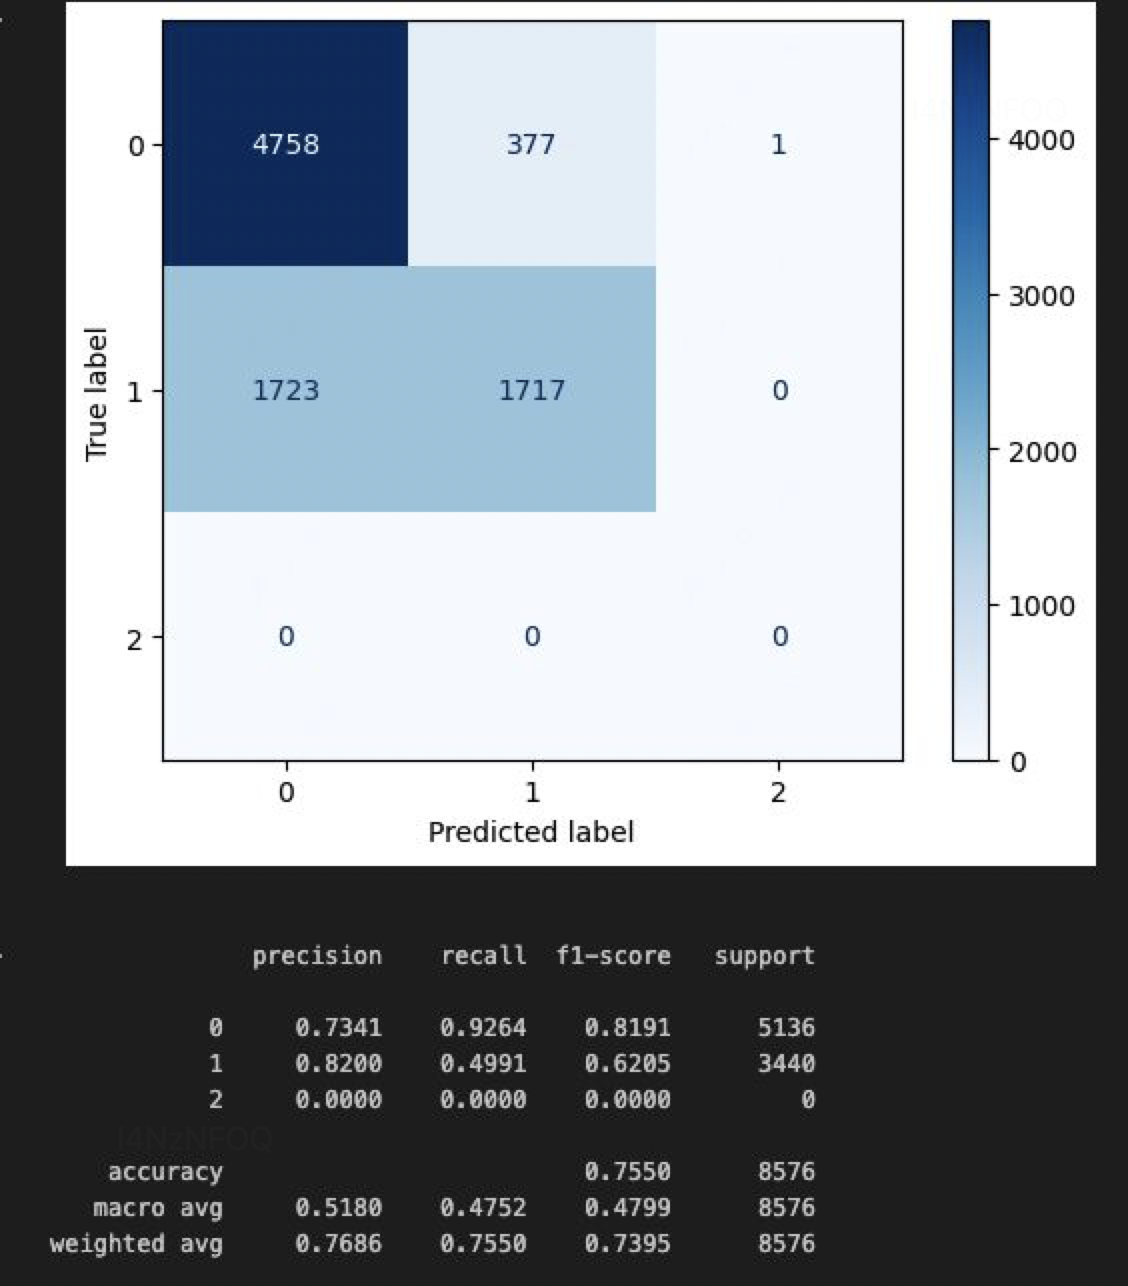 4758 377 1
1723 1717 0
0 0 0
0
1
2
True label
0 1 2
Predicted label
4000
3000
2000
1000
0
precision recall f1-score support
0 0.7341 0.9264 0.8191 5136
1 0.8200 0.4991 0.6205 3440
2 0.0000 0.0000 0.0000 0
I4NzNFOO
accuracy 0.7550 8576
macro avg 0.5180 0.4752 0.4799 8576
weighted avg 0.7686 0.7550 0.7395 8576